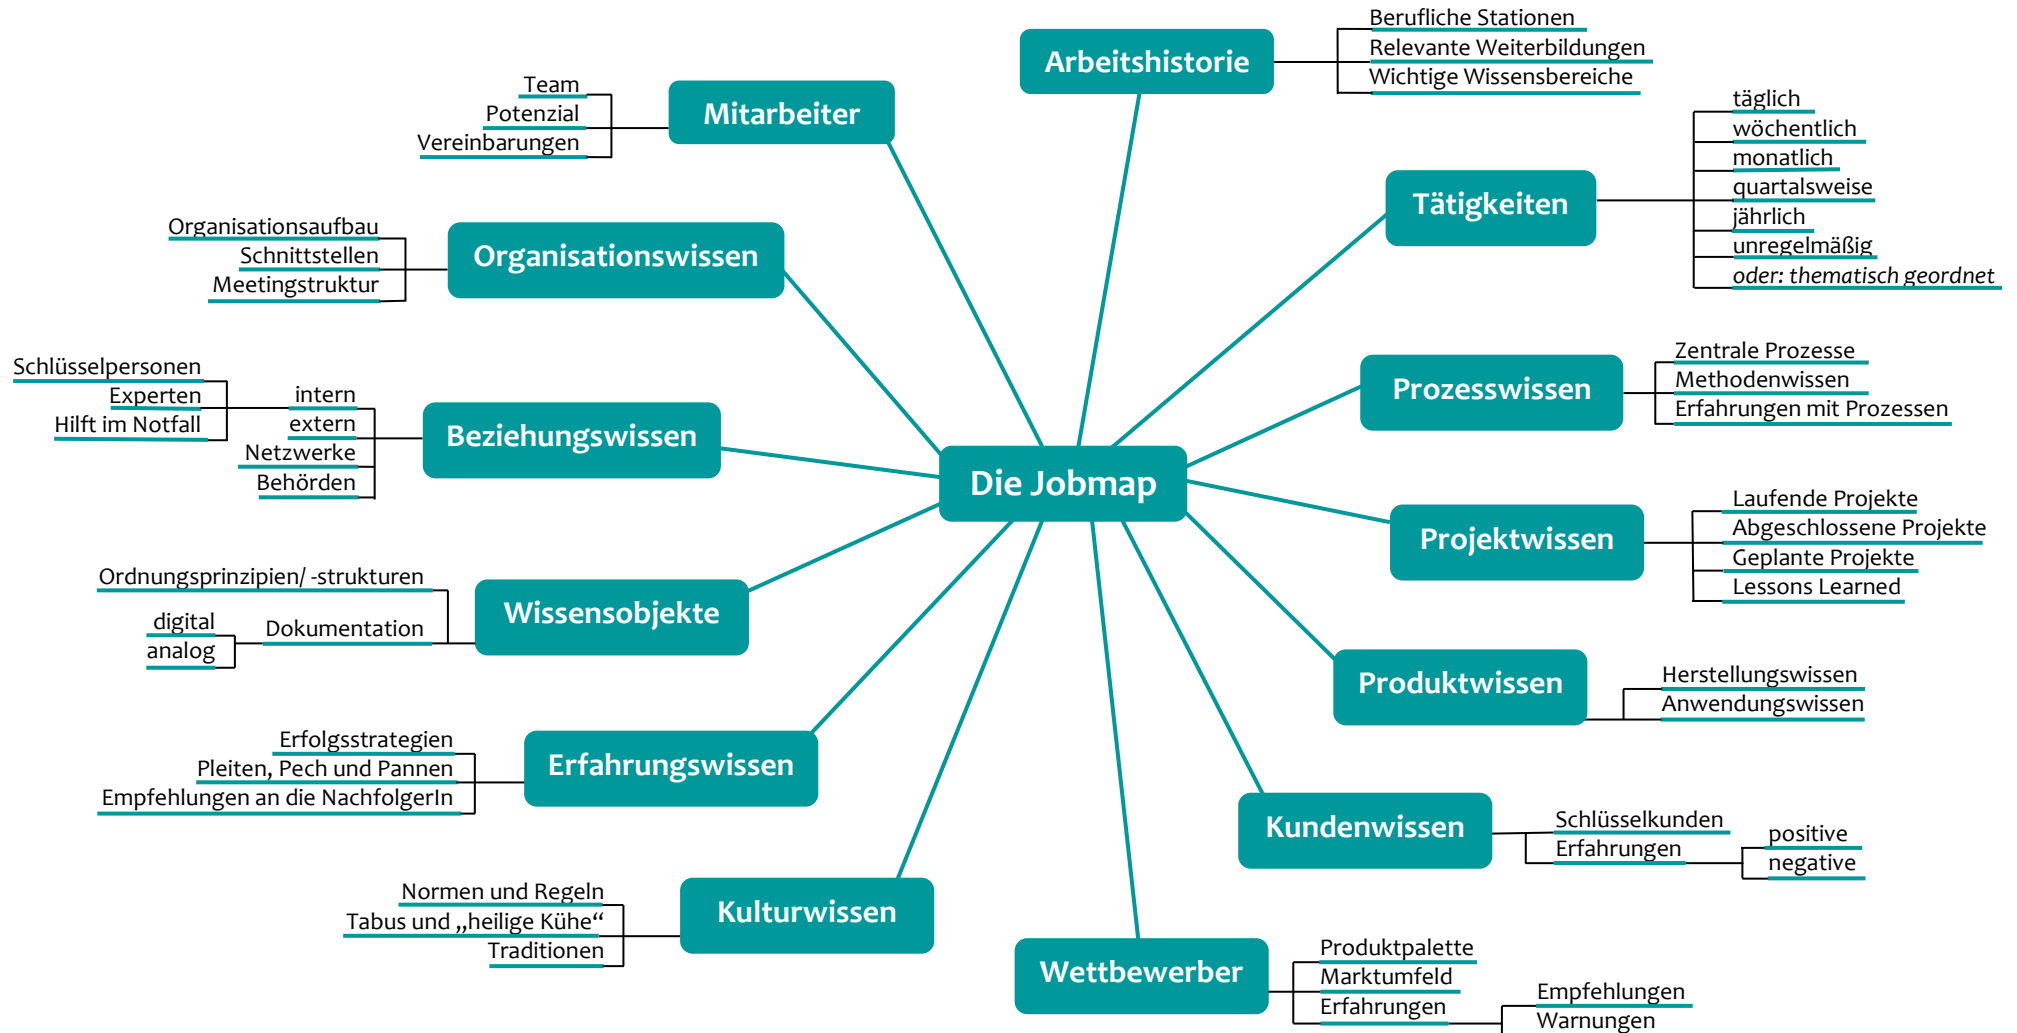 Die Jobmap
Arbeitshistorie
Berufliche Stationen
Relevante Weiterbildungen
Wichtige Wissensbereiche
Tätigkeiten
täglich
wöchentlich
monatlich
quartalsweise
jährlich
unregelmäßig
oder: thematisch geordnet
Prozesswissen
Zentrale Prozesse
Methodenwissen
Erfahrungen mit Prozessen
Projektwissen
Laufende Projekte
Abgeschlossene Projekte
Geplante Projekte
Lessons Learned
Produktwissen
Herstellungswissen
Anwendungswissen
Kundenwissen
Schlüsselkunden
Erfahrungen
positive
negative
Wettbewerber
Produktpalette
Marktumfeld
Erfahrungen
Empfehlungen
Warnungen
Kulturwissen
Normen und Regeln
Tabus und „heilige Kühe“
Traditionen
Erfahrungswissen
Erfolgsstrategien
Pleiten, Pech und Pannen
Empfehlungen an die NachfolgerIn
Wissensobjekte
Ordnungsprinzipien/ -strukturen
Dokumentation
digital
analog
Beziehungswissen
intern
extern
Netzwerke
Behörden
Schlüsselpersonen
Experten
Hilft im Notfall
Organisationswissen
Organisationsaufbau
Schnittstellen
Meetingstruktur
Mitarbeiter
Team
Potenzial
Vereinbarungen